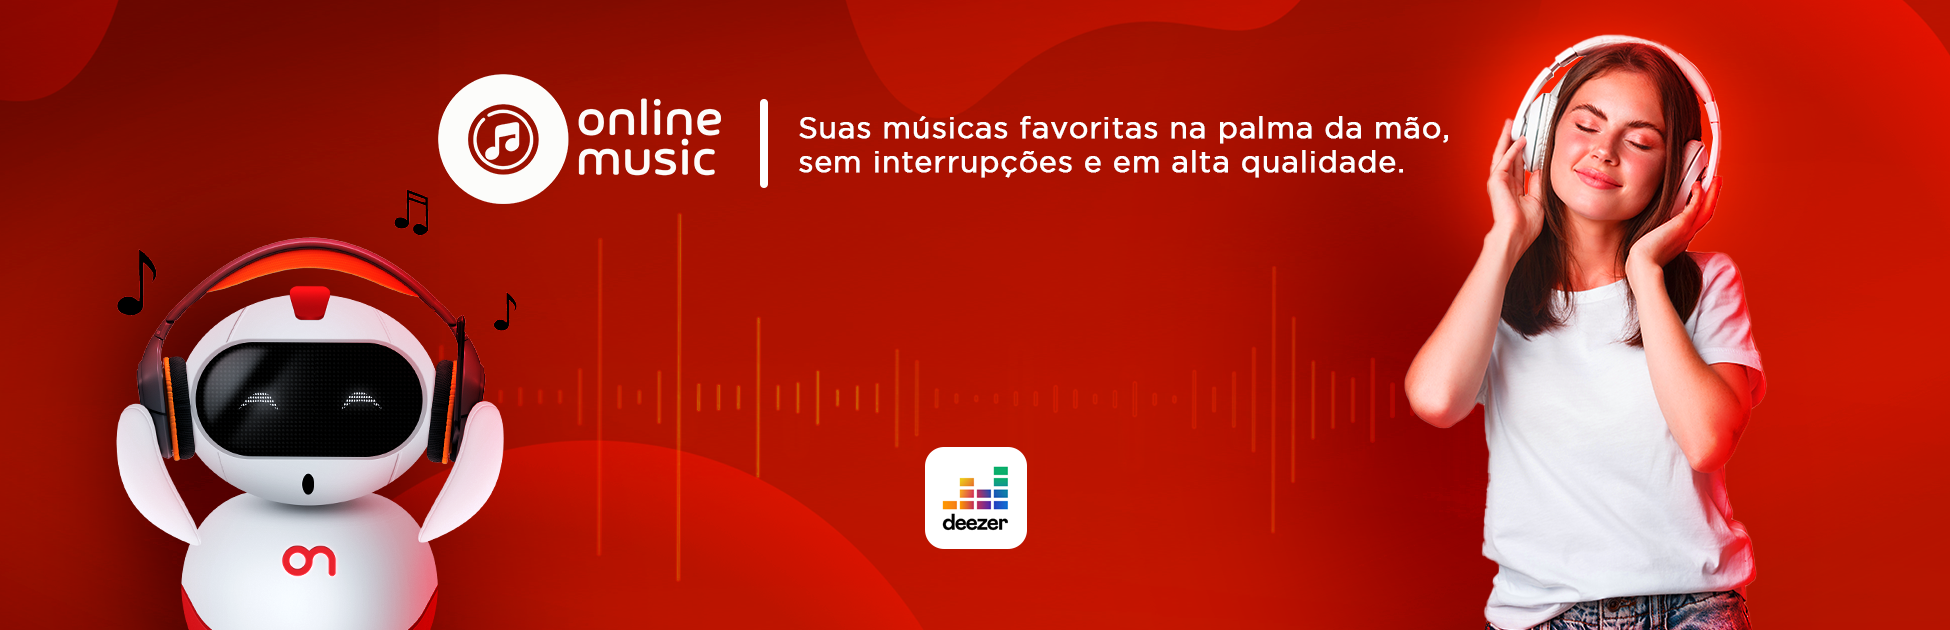 online
music
Suas músicas favoritas na palma da mão,
sem interrupções e em alta qualidade.
deezer
on